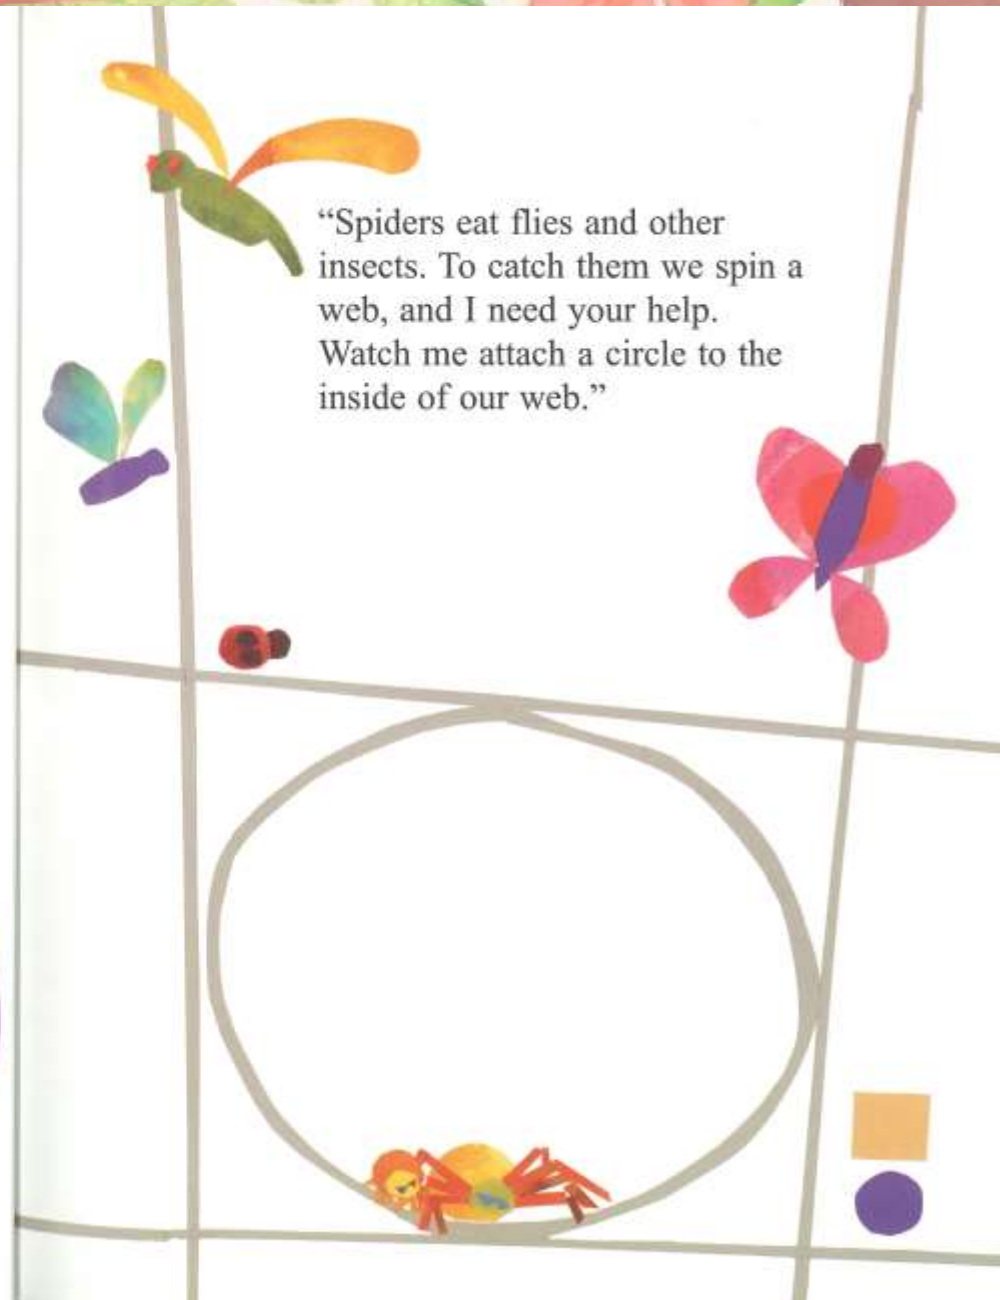 “Spiders eat flies and other
insects. To catch them we spin a
web, and I need your help.
Watch me attach a circle to the
inside of our web.”